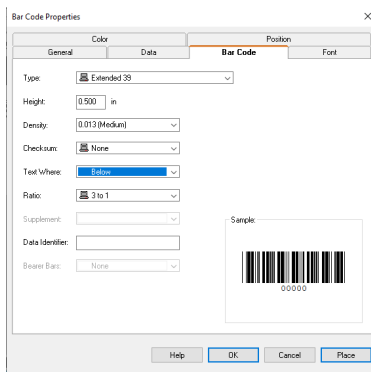 Bar Code Properties
Color Position
General Data Bar Code Font
Type: Extended 39
Height: 0.500 in
Density: 0.013 (Medium)
Checksum: None
Text Where: Below
Ratio: 3 to 1
Supplement:
Data Identifier:
Bearer Bars: None
Sample:
00000
Help OK Cancel Place